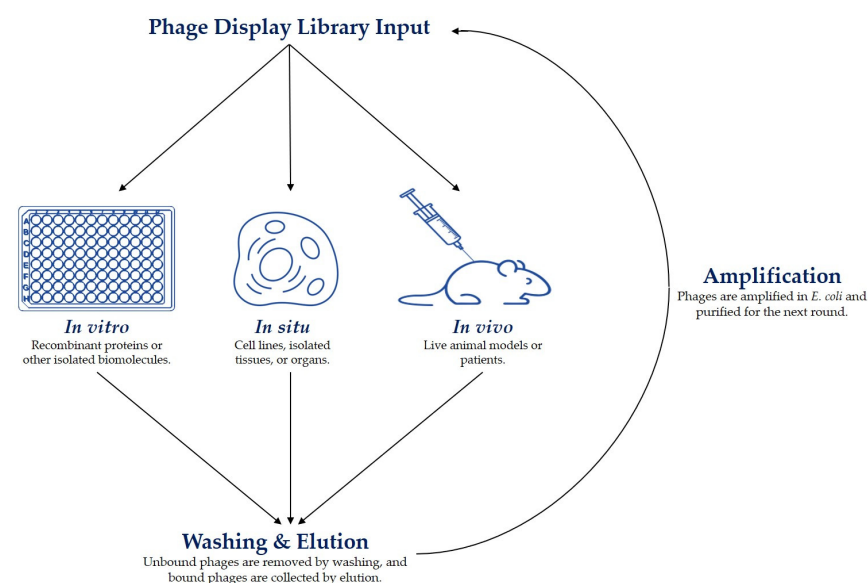 Phage Display Library Input
A
B
C
D
E
F
G
H
In vitro
Recombinant proteins or
other isolated biomolecules.
In situ
Cell lines, isolated
tissues, or organs.
In vivo
Live animal models or
patients.
Amplification
Phages are amplified in E. coli and
purified for the next round.
Washing & Elution
Unbound phages are removed by washing, and
bound phages are collected by elution.